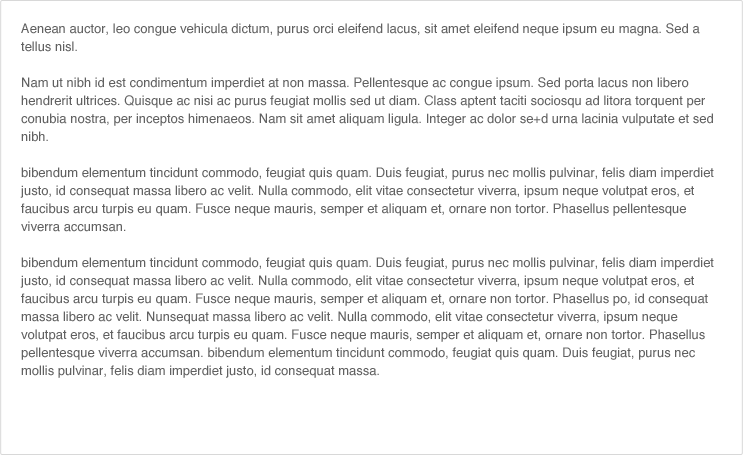 Aenean auctor, leo congue vehicula dictum, purus orci eleifend lacus, sit amet eleifend neque ipsum eu magna. Sed a
tellus nisl.
Nam ut nibh id est condimentum imperdiet at non massa. Pellentesque ac congue ipsum. Sed porta lacus non libero
hendrerit ultrices. Quisque ac nisi ac purus feugiat mollis sed ut diam. Class aptent taciti sociosqu ad litora torquent per
conubia nostra, per inceptos himenaeos. Nam sit amet aliquam ligula. Integer ac dolor se+d urna lacinia vulputate et sed
nibh.
bibendum elementum tincidunt commodo, feugiat quis quam. Duis feugiat, purus nec mollis pulvinar, felis diam imperdiet
justo, id consequat massa libero ac velit. Nulla commodo, elit vitae consectetur viverra, ipsum neque volutpat eros, et
faucibus arcu turpis eu quam. Fusce neque mauris, semper et aliquam et, ornare non tortor. Phasellus pellentesque
viverra accumsan.
bibendum elementum tincidunt commodo, feugiat quis quam. Duis feugiat, purus nec mollis pulvinar, felis diam imperdiet
justo, id consequat massa libero ac velit. Nulla commodo, elit vitae consectetur viverra, ipsum neque volutpat eros, et
faucibus arcu turpis eu quam. Fusce neque mauris, semper et aliquam et, ornare non tortor. Phasellus po, id consequat
massa libero ac velit. Nunsequat massa libero ac velit. Nulla commodo, elit vitae consectetur viverra, ipsum neque
volutpat eros, et faucibus arcu turpis eu quam. Fusce neque mauris, semper et aliquam et, ornare non tortor. Phasellus
pellentesque viverra accumsan. bibendum elementum tincidunt commodo, feugiat quis quam. Duis feugiat, purus nec
mollis pulvinar, felis diam imperdiet justo, id consequat massa.